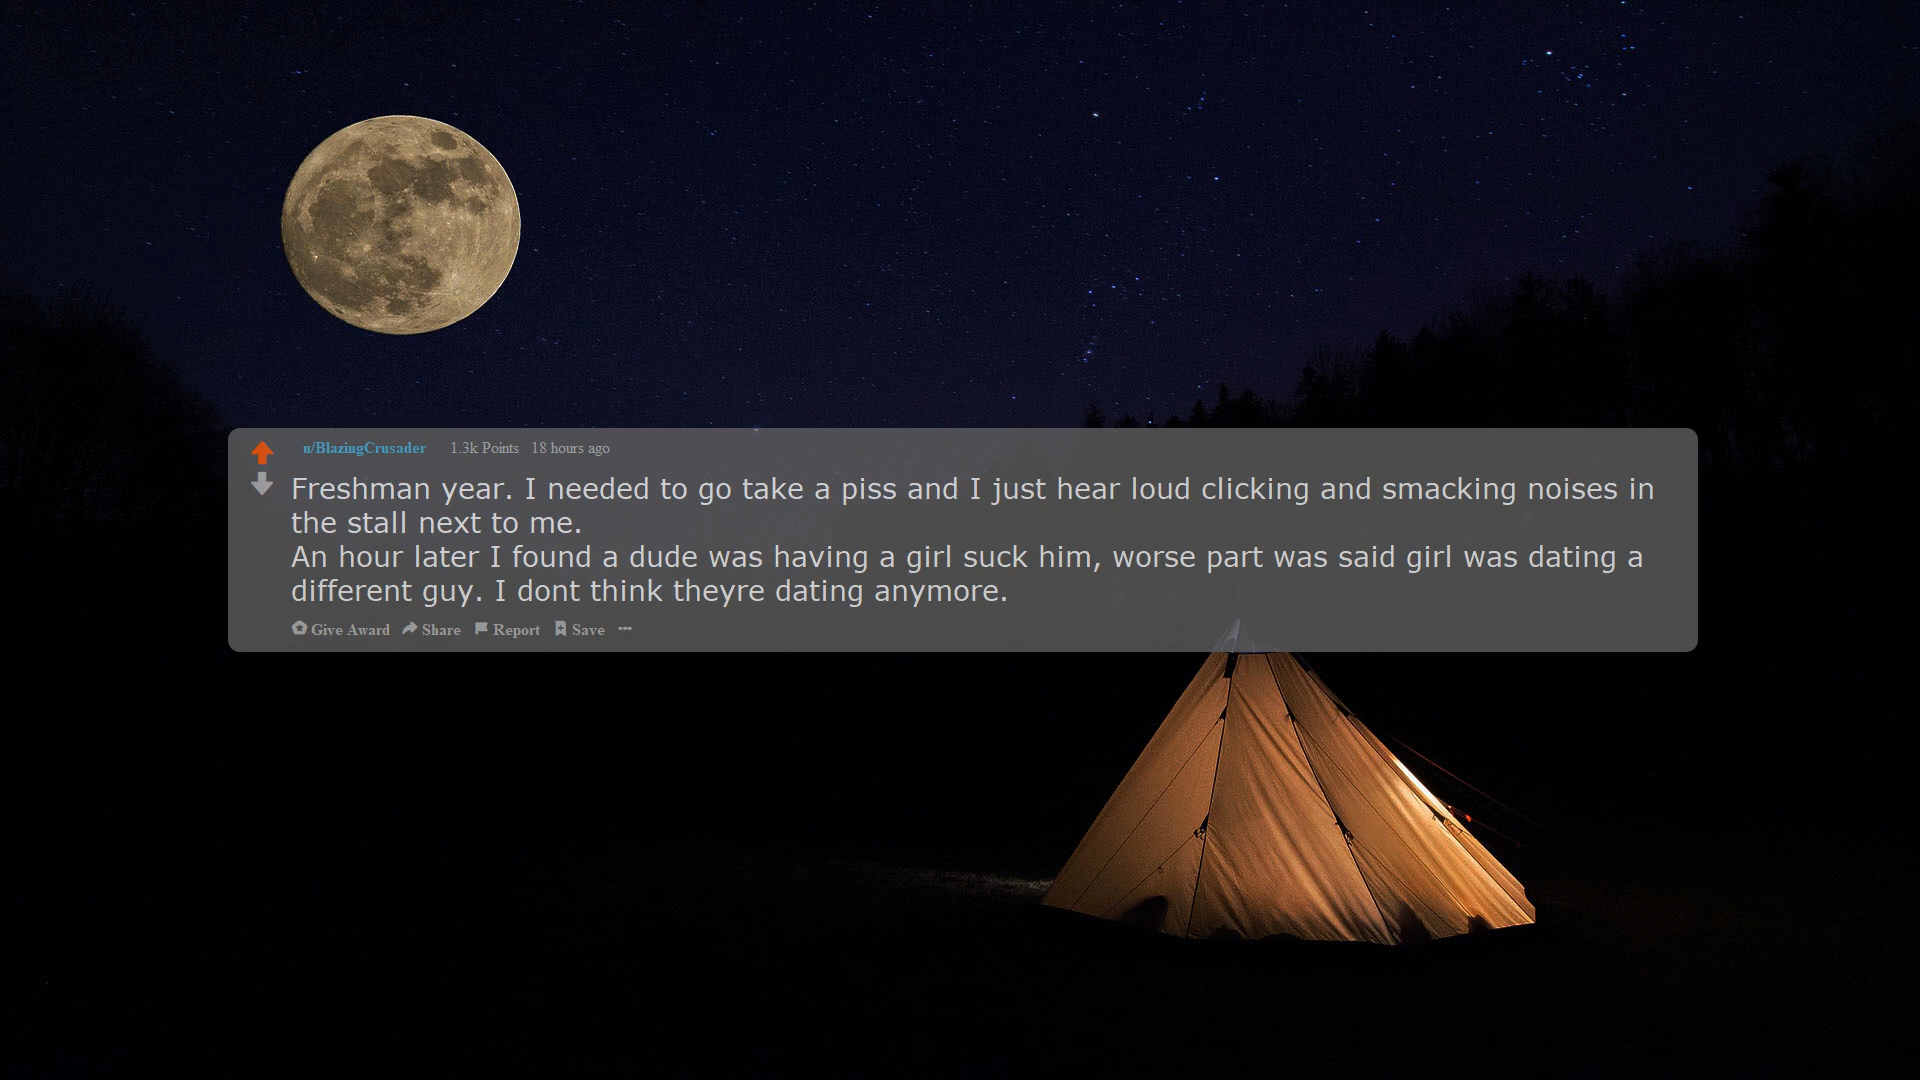 u/BlazingCrusader 1.3k Points 18 hours ago
Freshman year. I needed to go take a piss and I just hear loud clicking and smacking noises in
the stall next to me.
An hour later I found a dude was having a girl suck him, worse part was said girl was dating a
different guy. I dont think theyre dating anymore.
Give Award Share Report Save